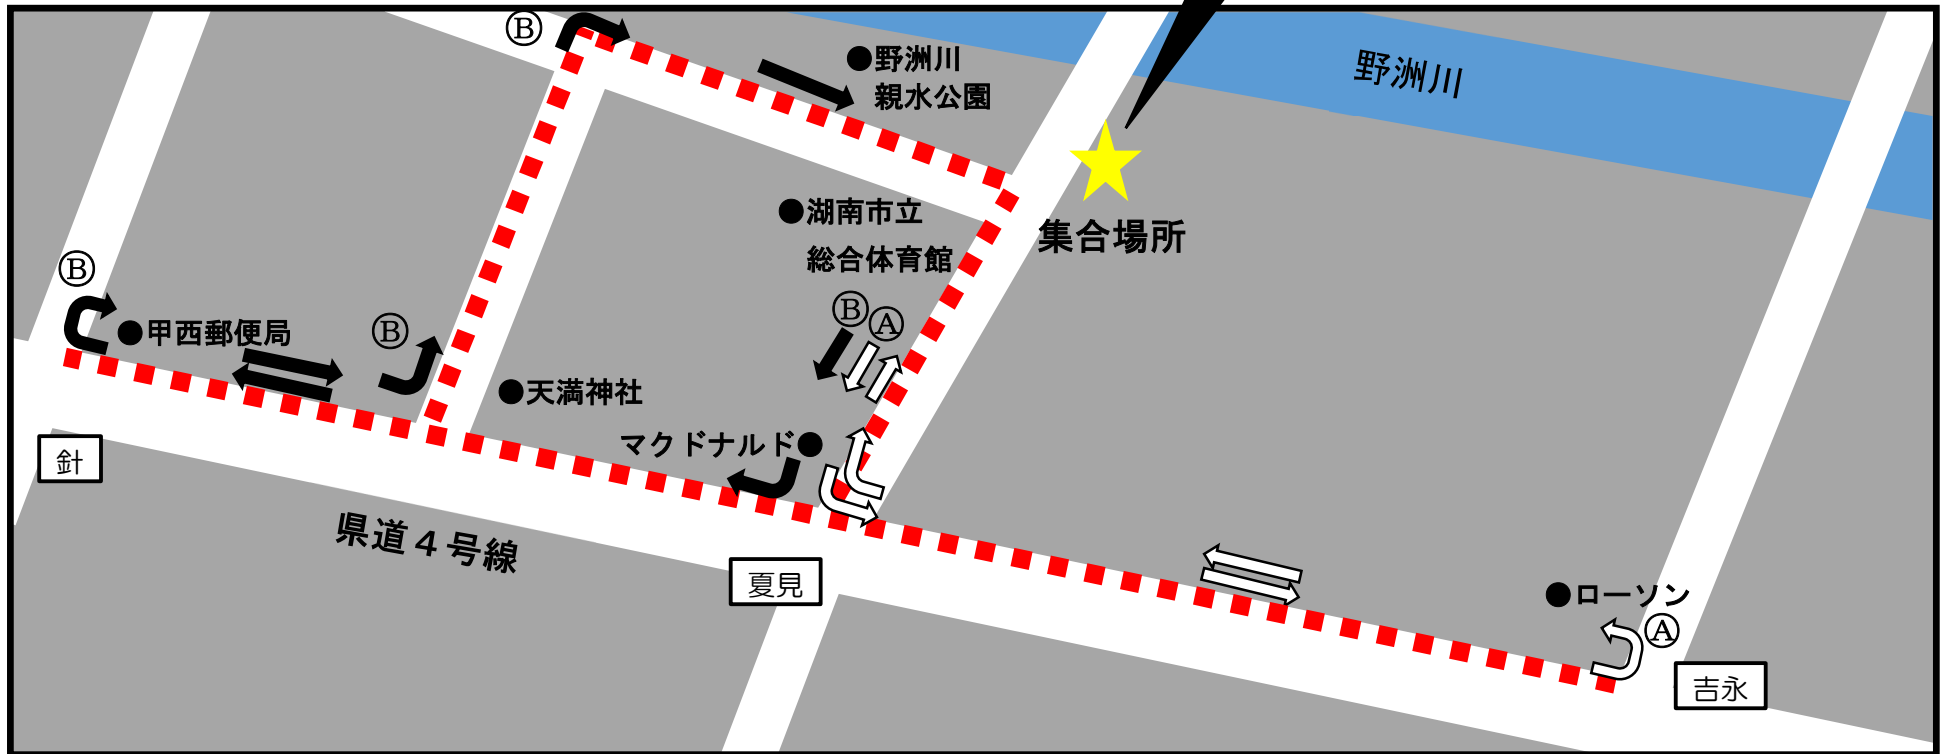 Ⓑ
●野洲川
親水公園
野洲川
●湖南市立
総合体育館
集合場所
Ⓑ
●甲西郵便局
Ⓑ
Ⓑ
Ⓐ
●天満神社
マクドナルド●
針
県道４号線
夏見
●ローソン
Ⓐ
吉永